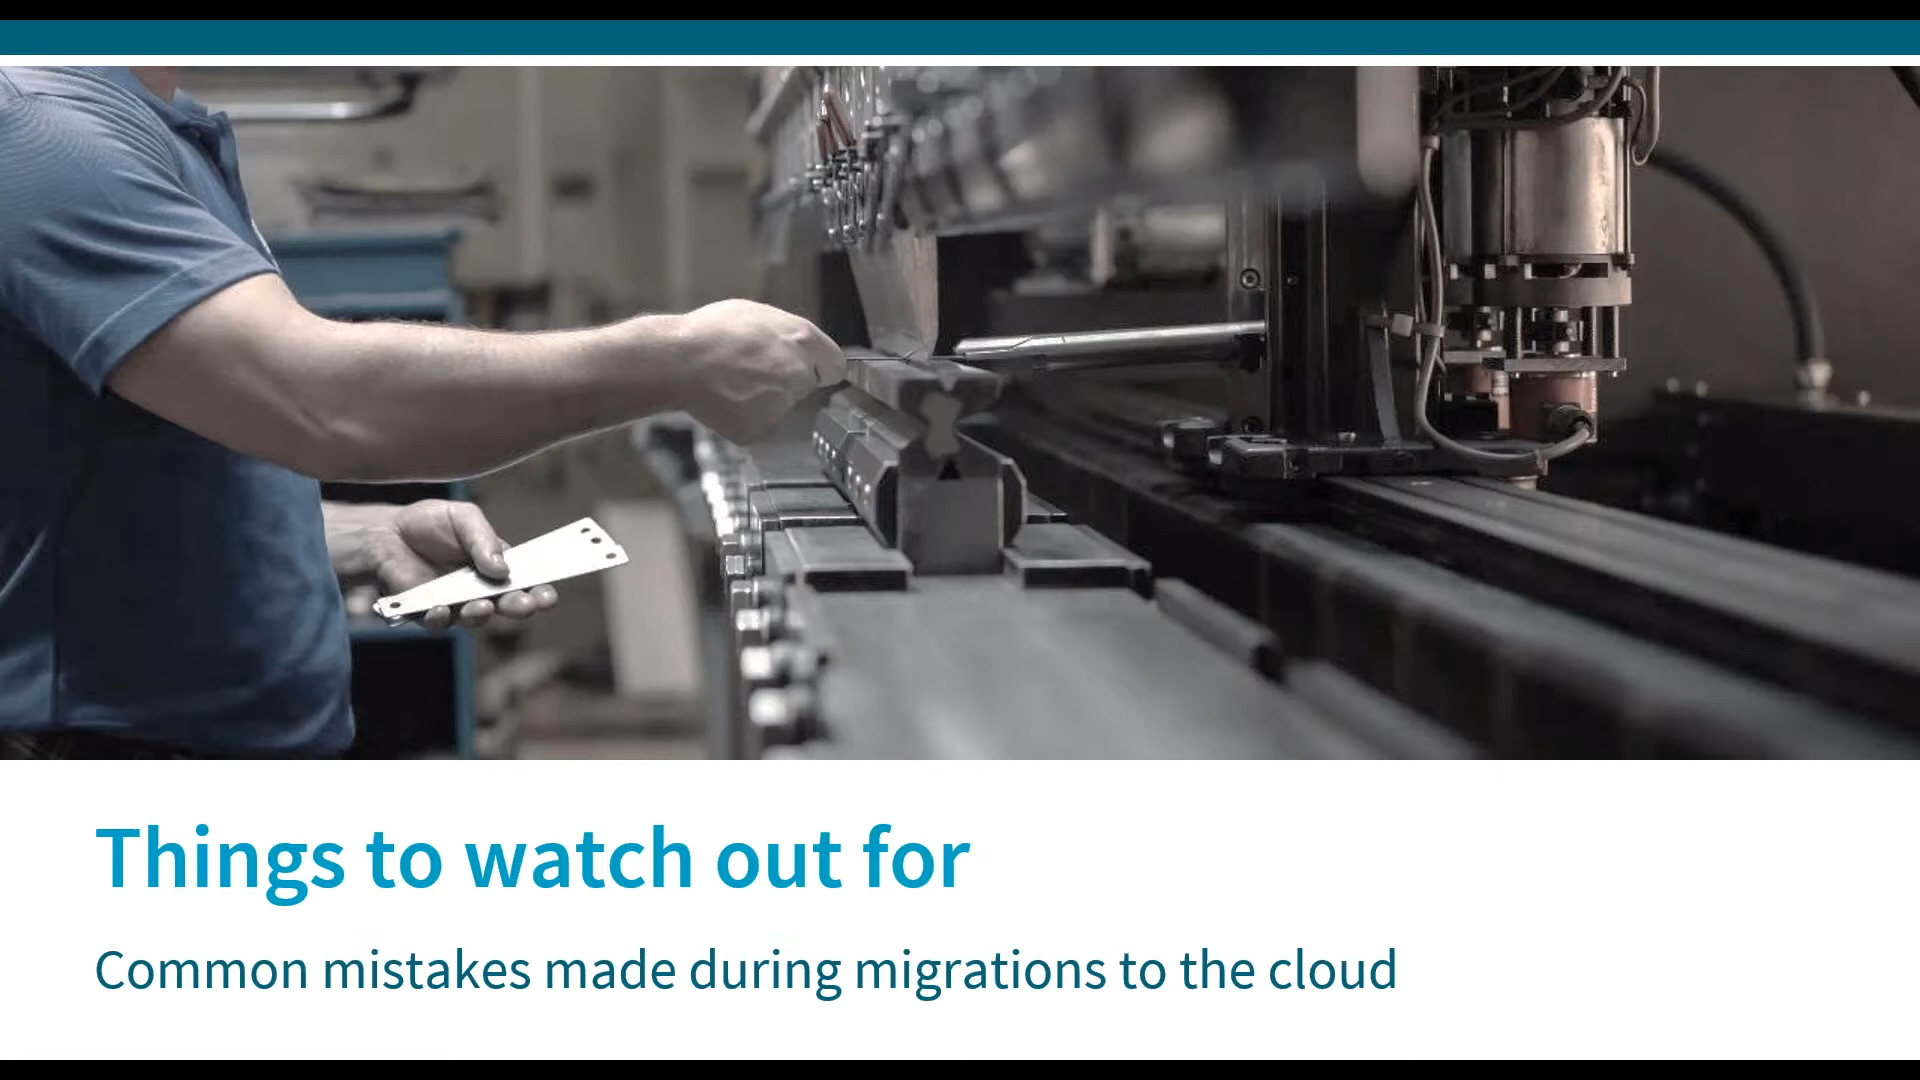 Things to watch out for
Common mistakes made during migrations to the cloud